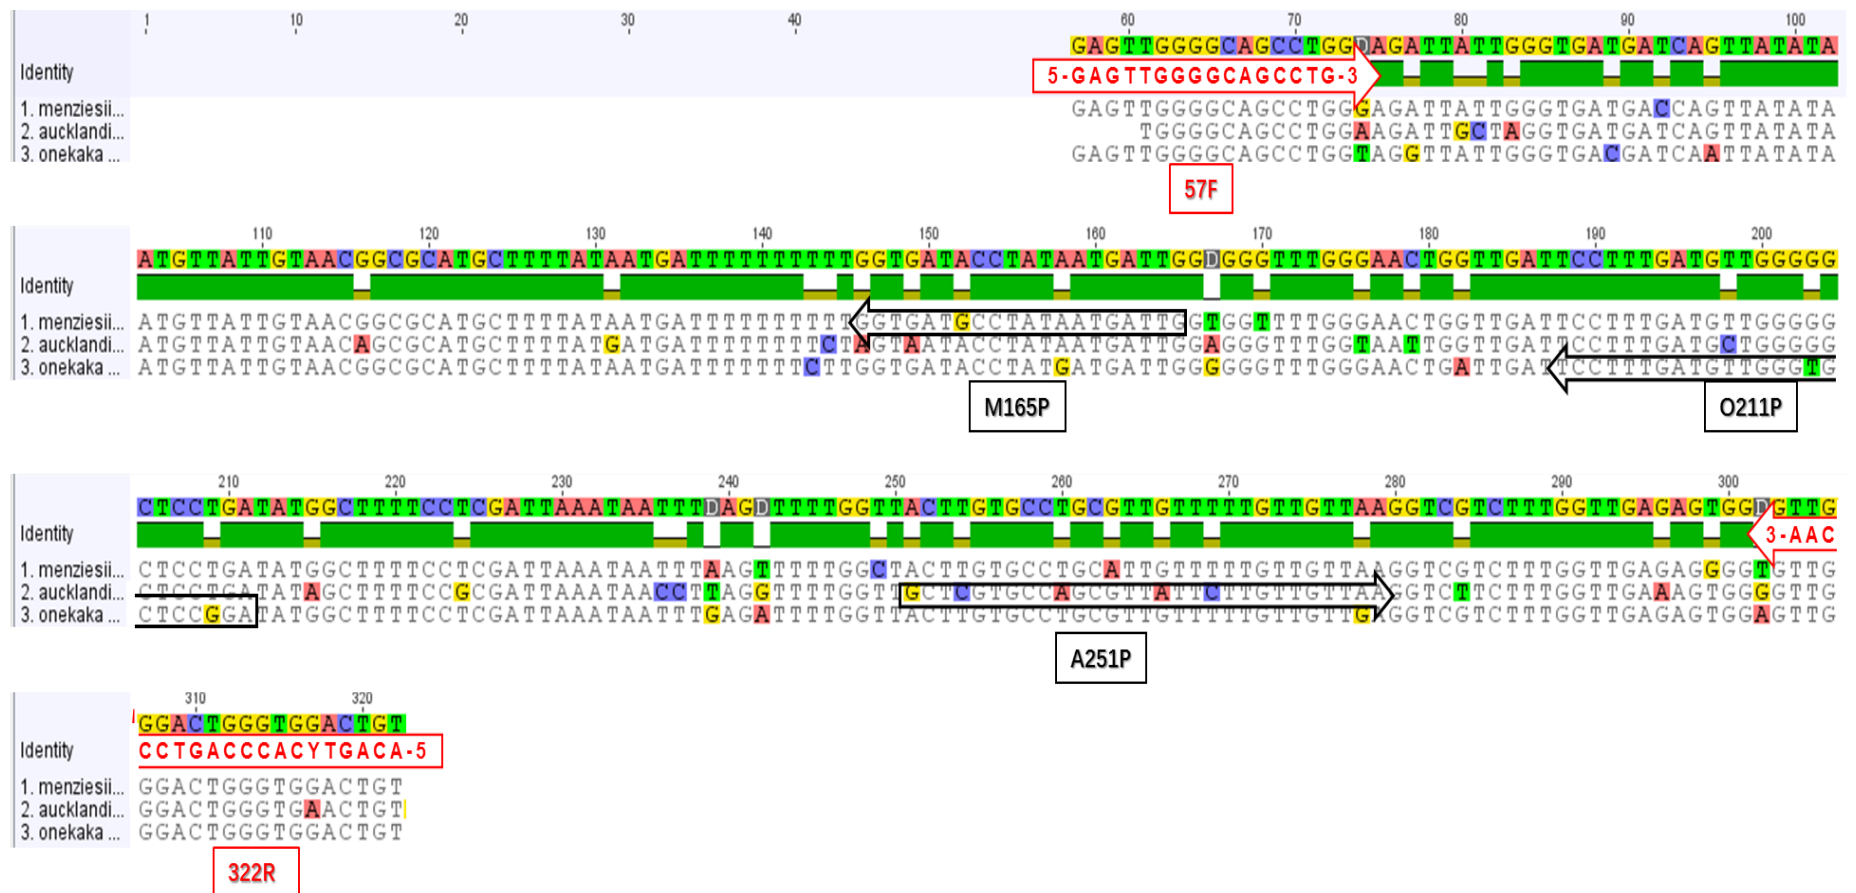 1 10 20 30 40 60 70 80 90 100
GAGTTGGGGCAGCCTGGDAGATTATTGGGTGATGATCAGTTATATA
Identity 5-GAGTTGGGGCAGCCTG-3
1. menziesii... GAGTTGGGGCAGCCTGGGAGATTATTGGGTGATGACCAGTTATATA
2. aucklandi... TGGGGCAGCCTGGAAGATTGCTAGGTGATGATCAGTTATATA
3. onekaka ... GAGTTGGGGCAGCCTGGTAGGTTATTGGGTGACGATCAATTATATA
57F
110 120 130 140 150 160 170 180 190 200
ATGTTATTGTAACGGCGCATGCTTTTATAATGATTTTTTTTTTGGTGATACCTATAATGATTGGDGGGTTTGGGAACTGGTTGATTCCTTTGATGTTGGGGG
Identity
1. menziesii... ATGTTATTGTAACGGCGCATGCTTTTATAATGATTTTTTTTTTGGTGATGCCTATAATGATTGGTGGTTTTGGGAACTGGTTGATTCCTTTGATGTTGGGGG
2. aucklandi... ATGTTATTGTAACAGCGCATGCTTTTATGATGATTTTTTTTCTAGTAATACCTATAATGATTGGAGGGTTTGGTAATTGGTTGATTCCTTTGATGCTGGGGG
3. onekaka ... ATGTTATTGTAACGGCGCATGCTTTTATAATGATTTTTTTCTTGGTGATACCTATGATGATTGGGGGGTTTGGGAACTGATTGATTCCTTTGATGTTGGGTG
M165P O211P
210 220 230 240 250 260 270 280 290 300
CTCCTGATATGGCTTTTCCTCGATTAAATAATTTDAGDTTTTGGTTACTTGTGCCTGCGTTGTTTTTGTTGTTAAGGTCGTCTTTGGTTGAGAGTGGDGTTG
Identity 3-AAC
1. menziesii... CTCCTGATATGGCTTTTCCTCGATTAAATAATTTAAGTTTTTGGCTACTTGTGCCTGCATTGTTTTTGTTGTTAAGGTCGTCTTTGGTTGAGAGGGGTGTTG
2. aucklandi... CTCCTGATATAGCTTTTCCGCGATTAAATAACCTTAGGTTTTGGTTGCTCGTGCCAGCGTTATTCTTGTTGTTAAGGTCTTCTTTGGTTGAAAGTGGGGTTG
3. onekaka ... CTCCGGATATGGCTTTTCCTCGATTAAATAATTTGAGATTTTGGTTACTTGTGCCTGCGTTGTTTTTGTTGTTGAGGTCGTCTTTGGTTGAGAGTGGAGTTG
A251P
310 320
GGACTGGGTGGACTGT
Identity CCTGACCCACYTGACA-5
1. menziesii... GGACTGGGTGGACTGT
2. aucklandi... GGACTGGGTGAACTGT
3. onekaka ... GGACTGGGTGGACTGT
322R